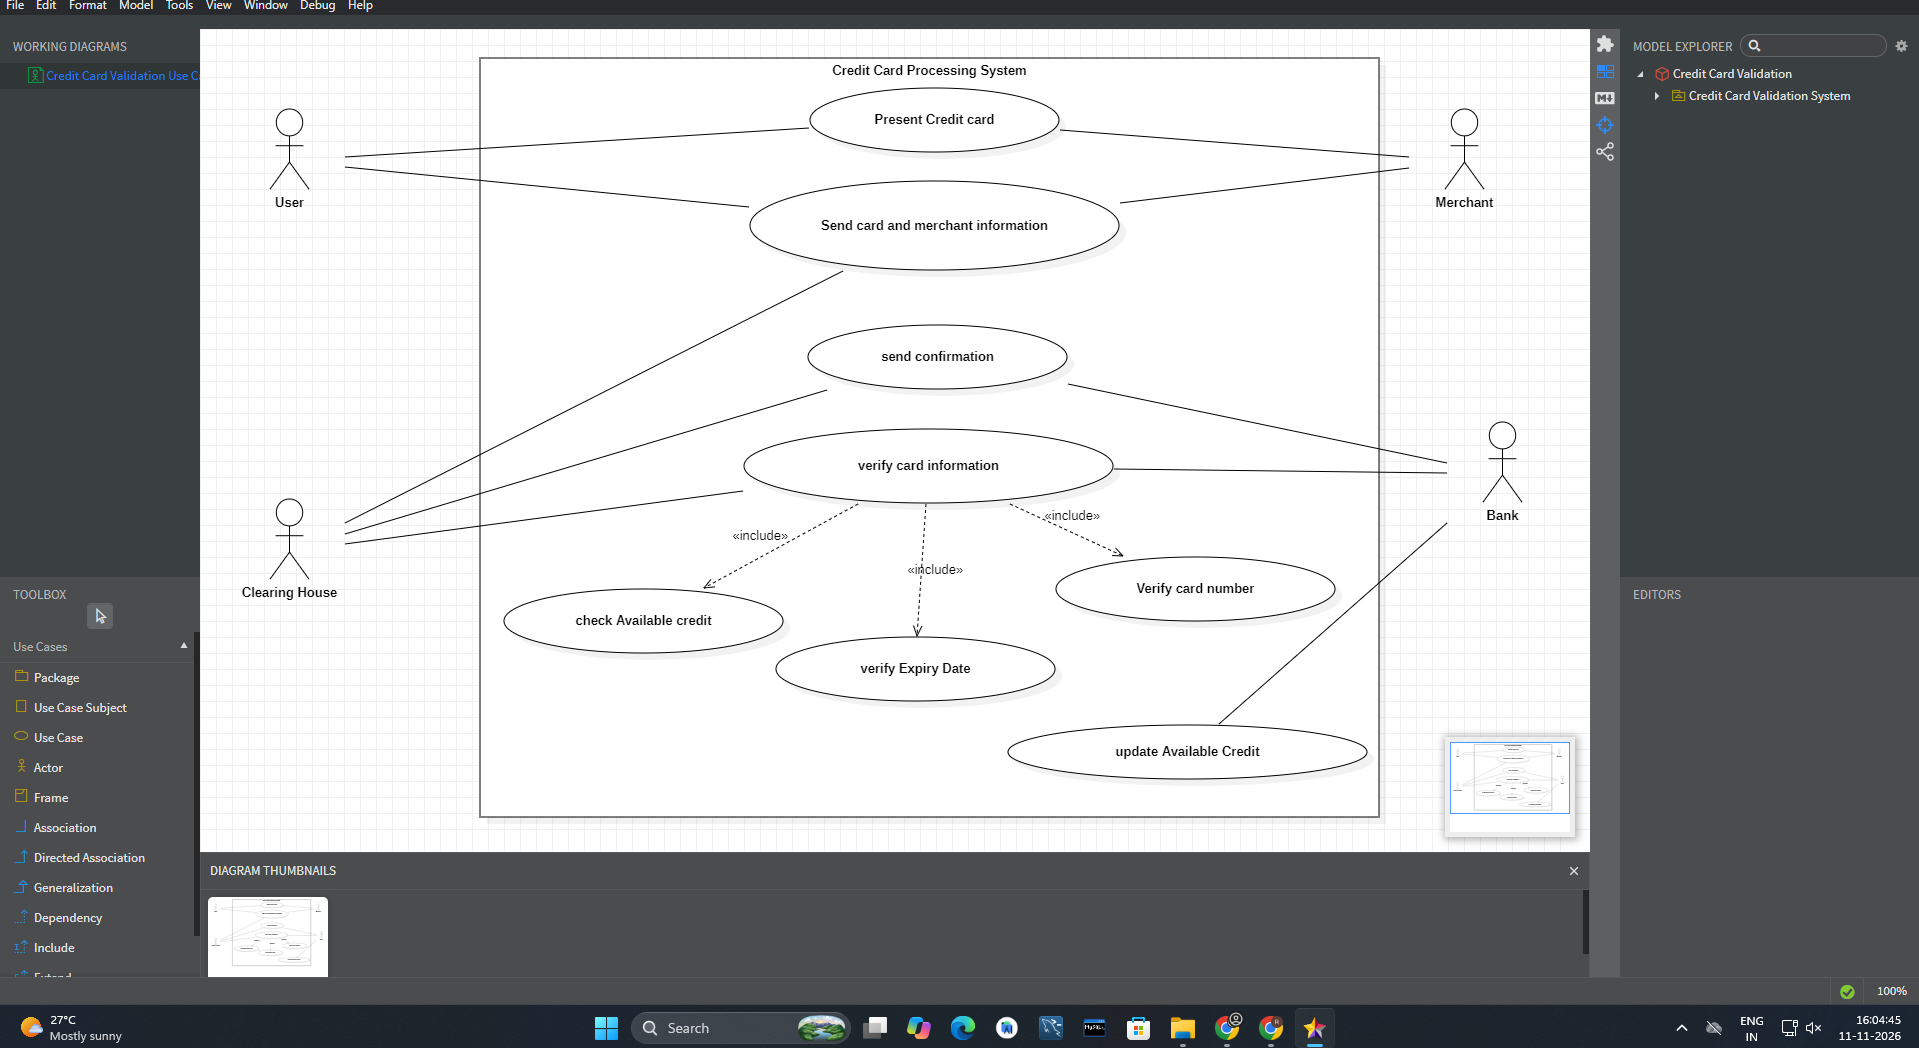 File Edit Format Model Tools View Window Debug Help
WORKING DIAGRAMS
Credit Card Validation Use C
Credit Card Processing System
Present Credit card
User
Merchant
Send card and merchant information
send confirmation
verify card information
Bank
«include»
«include»
«include»
Clearing House
Verify card number
check Available credit
verify Expiry Date
update Available Credit
TOOLBOX
Use Cases
Package
Use Case Subject
Use Case
Actor
Frame
Association
Directed Association
Generalization
Dependency
Include
Extend
DIAGRAM THUMBNAILS
MODEL EXPLORER
Credit Card Validation
Credit Card Validation System
EDITORS
100%
27°C
Mostly sunny
Search
ENG
IN
16:04:45
11-11-2026